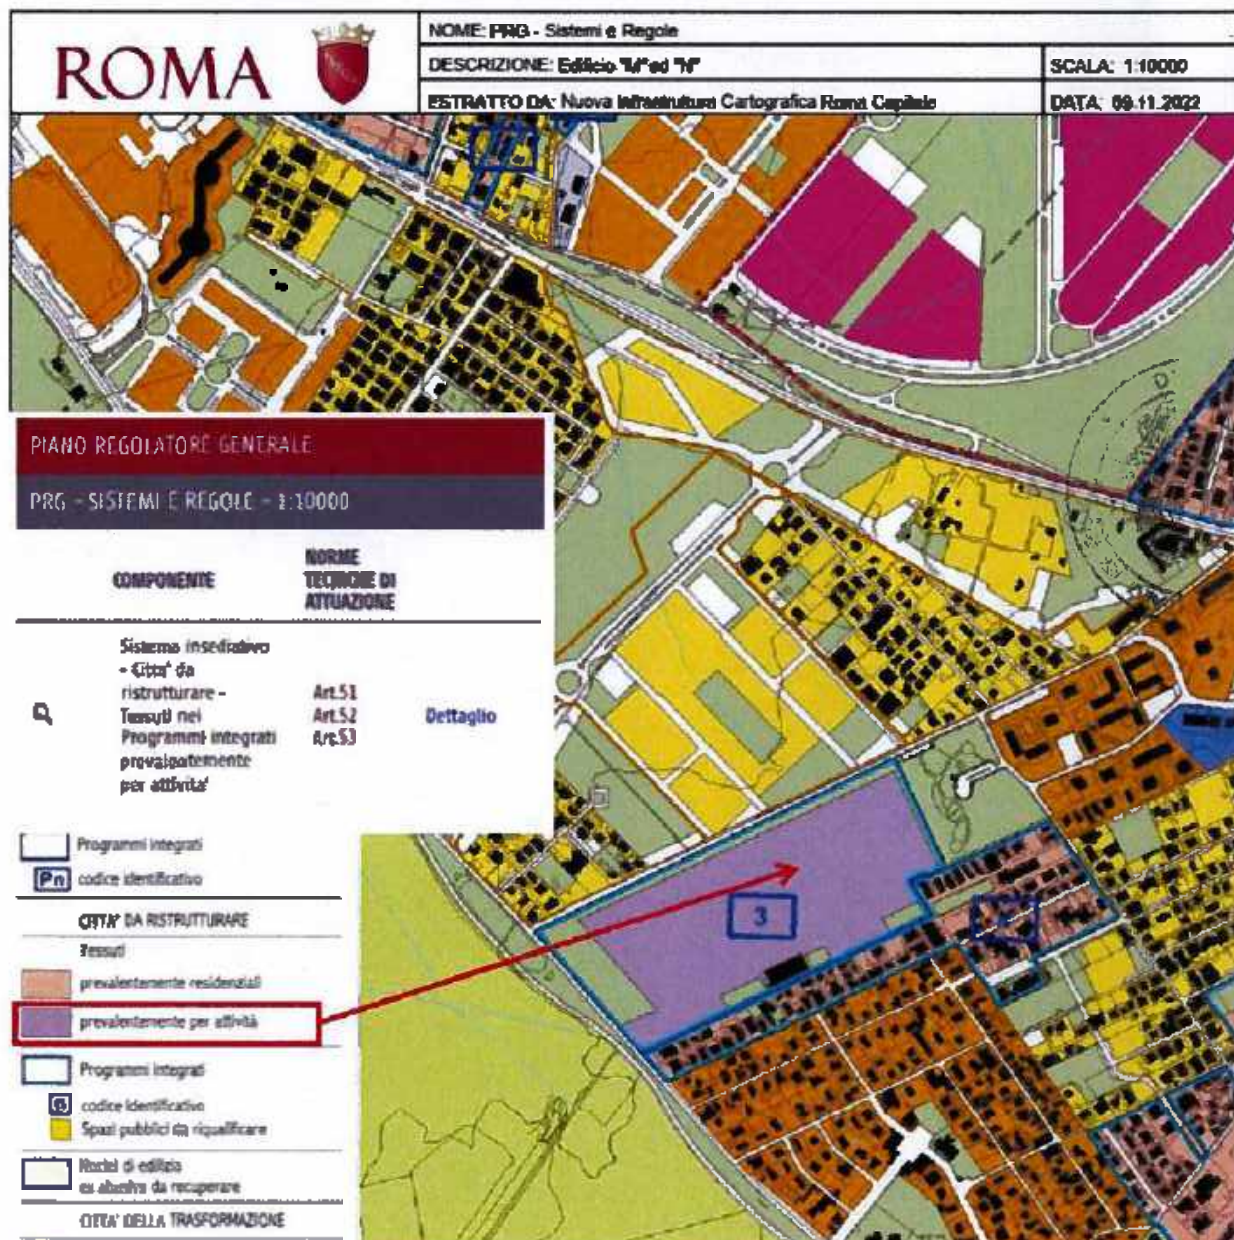 ROMA
NOME: PRG - Sistemi e Regole
DESCRIZIONE: Edificio "M" ed "N"
SCALA: 1:10000
ESTRATTO DA: Nuova Infrastruttura Cartografica Roma Capitale
DATA: 09.11.2022
PIANO REGOLATORE GENERALE
PRG - SISTEMI E REGOLE - 1:10000
COMPONENTE
NORME
TECNICHE DI
ATTUAZIONE
Sistema insediativo
- Citta' da
ristrutturare -
Tessuti nei
Programmi integrati
prevalentemente
per attivita'
Art.51
Art.52
Art.53
Dettaglio
Programmi integrati
Pn codice identificativo
CITTA' DA RISTRUTTURARE
Tessuti
prevalentemente residenziali
prevalentemente per attività
Programmi integrati
codice identificativo
Spazi pubblici da riqualificare
Nuclei di edilizia
ex abusiva da recuperare
CITTA' DELLA TRASFORMAZIONE
3